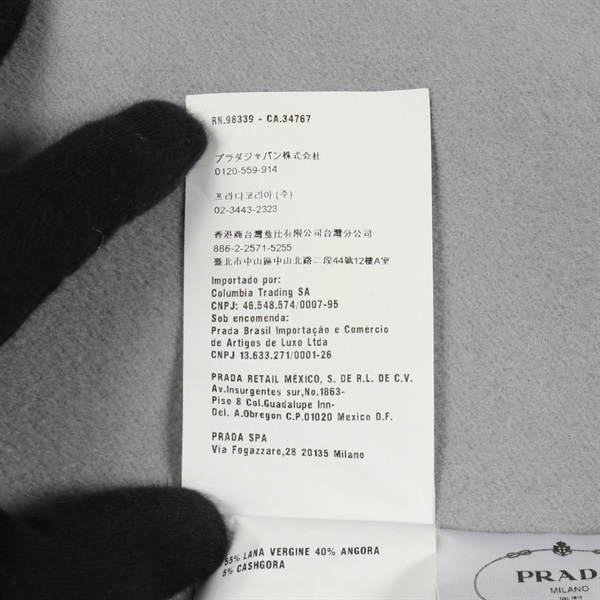 RN.98339 - CA.34767
プラダジャパン株式会社
0120-559-914
프라다코리아 (주)
02-3443-2323
香港商台灣普比有限公司台灣分公司
886-2-2571-5255
臺北市中山區中山北路二段44號12樓A室
Importado por:
Columbia Trading SA
CNPJ: 46.548.574/0007-95
Sob encomenda:
Prada Brasil Importação e Comércio
de Artigos de Luxo Ltda
CNPJ 13.633.271/0001-26
PRADA RETAIL MÉXICO, S. DE R.L. DE C.V.
Av.Insurgentes sur,No.1863-
Piso 8 Col.Guadalupe Inn-
Del. A.Obregon C.P.01020 Mexico D.F.
PRADA SPA
Via Fogazzaro,28 20135 Milano
55% LANA VERGINE 40% ANGORA
5% CASHGORA
PRADA
MILANO